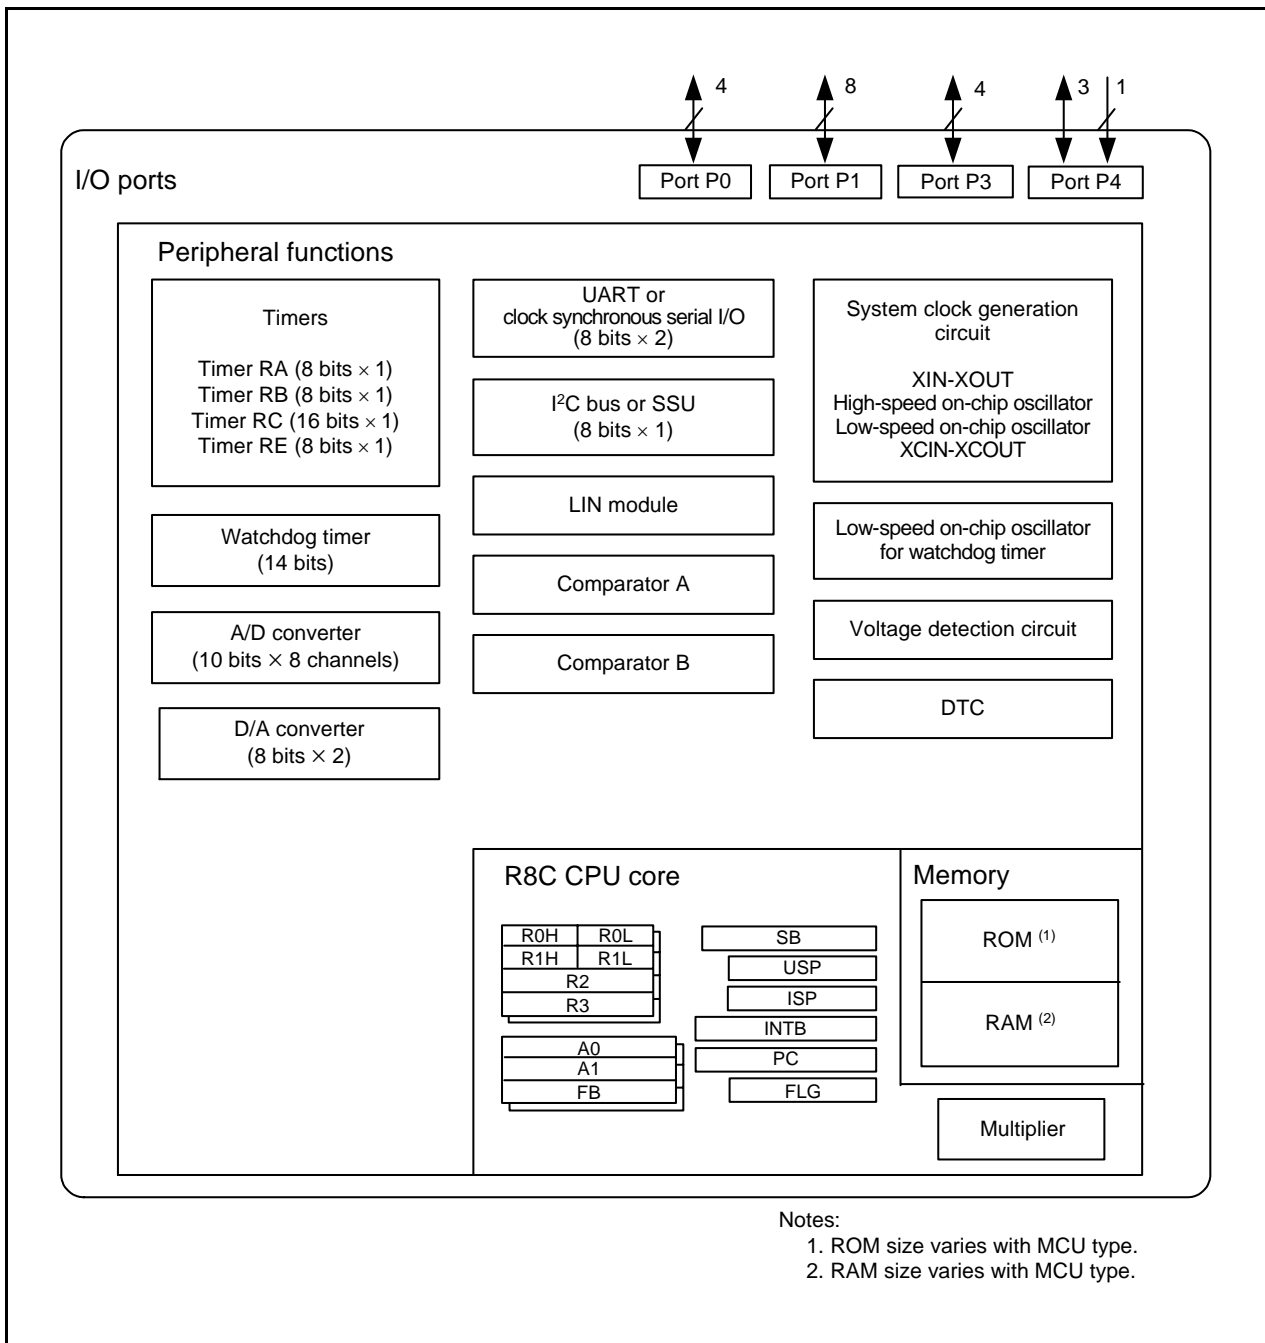 4 8 4 3 1
I/O ports
Port P0 Port P1 Port P3 Port P4
Peripheral functions
Timers
Timer RA (8 bits × 1)
Timer RB (8 bits × 1)
Timer RC (16 bits × 1)
Timer RE (8 bits × 1)
Watchdog timer
(14 bits)
A/D converter
(10 bits × 8 channels)
D/A converter
(8 bits × 2)
UART or
clock synchronous serial I/O
(8 bits × 2)
I²C bus or SSU
(8 bits × 1)
LIN module
Comparator A
Comparator B
System clock generation
circuit
XIN-XOUT
High-speed on-chip oscillator
Low-speed on-chip oscillator
XCIN-XCOUT
Low-speed on-chip oscillator
for watchdog timer
Voltage detection circuit
DTC
R8C CPU core
R0H R0L
R1H R1L
R2
R3
A0
A1
FB
SB
USP
ISP
INTB
PC
FLG
Memory
ROM (1)
RAM (2)
Multiplier
Notes:
1. ROM size varies with MCU type.
2. RAM size varies with MCU type.